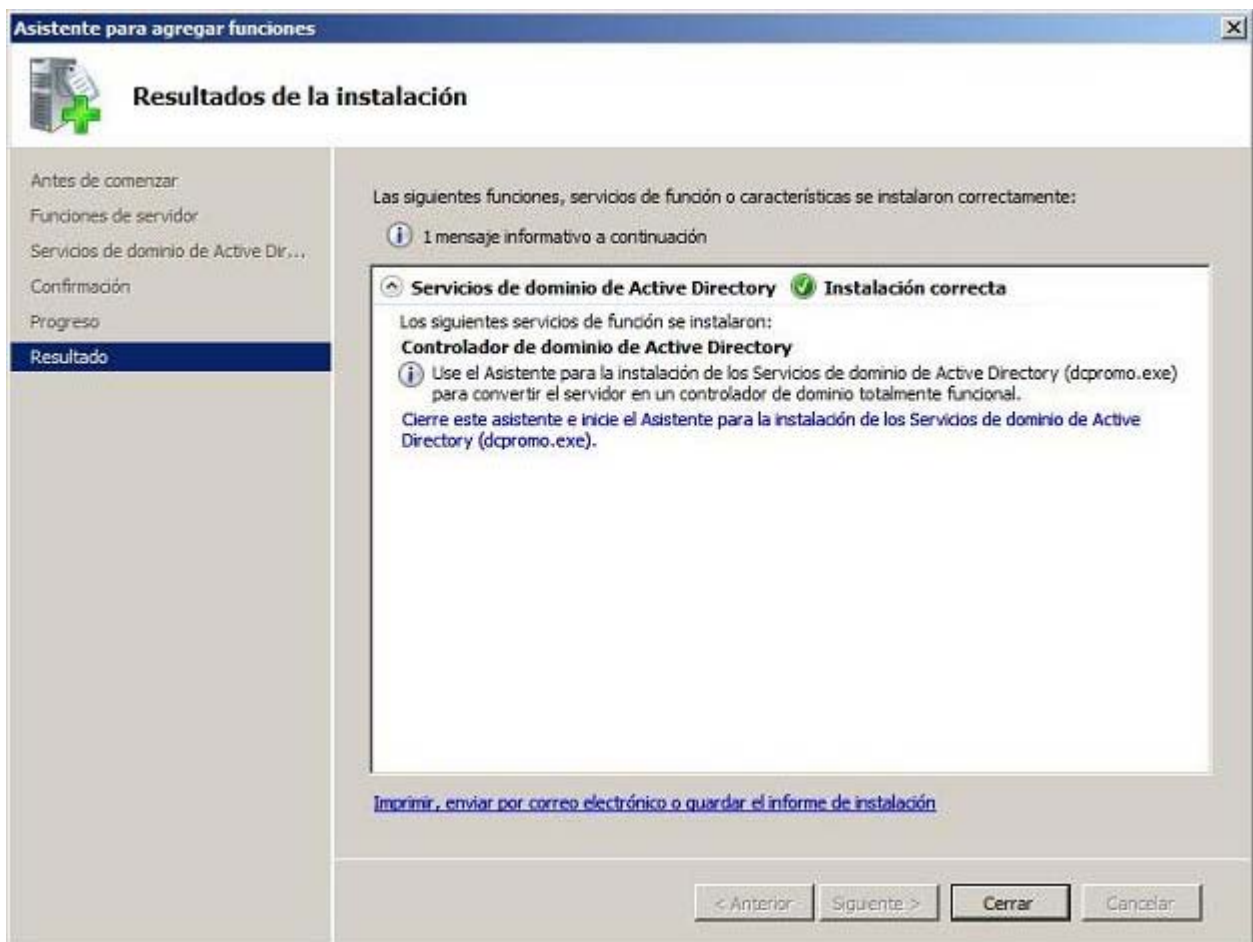 Asistente para agregar funciones
Resultados de la instalación
Antes de comenzar
Funciones de servidor
Servicios de dominio de Active Dir...
Confirmación
Progreso
Resultado
Las siguientes funciones, servicios de función o características se instalaron correctamente:
1 mensaje informativo a continuación
Servicios de dominio de Active Directory Instalación correcta
Los siguientes servicios de función se instalaron:
Controlador de dominio de Active Directory
Use el Asistente para la instalación de los Servicios de dominio de Active Directory (dcpromo.exe)
para convertir el servidor en un controlador de dominio totalmente funcional.
Cierre este asistente e inicie el Asistente para la instalación de los Servicios de dominio de Active
Directory (dcpromo.exe).
Imprimir, enviar por correo electrónico o guardar el informe de instalación
< Anterior Siguiente > Cerrar Cancelar